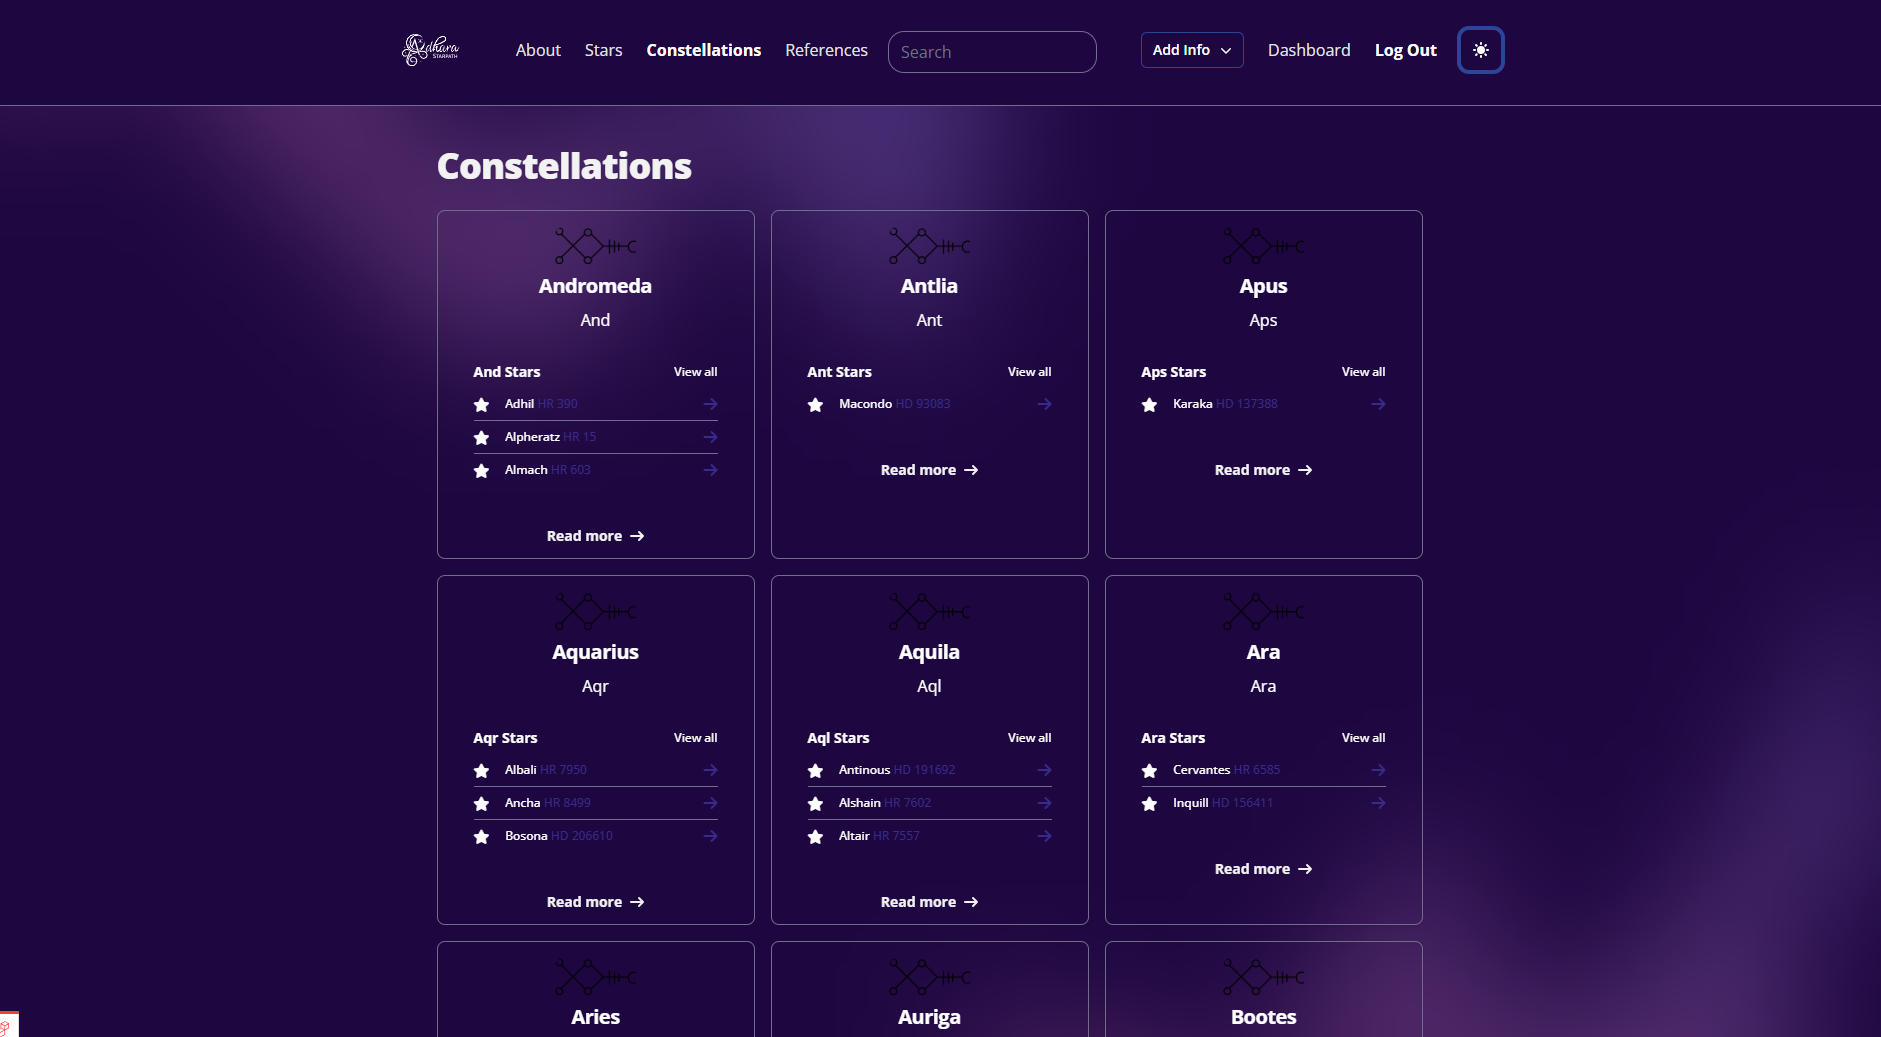 Adhara
STARPATH
About Stars Constellations References Search Add Info Dashboard Log Out
Constellations
Andromeda
And
And Stars View all
Adhil HR 390
Alpheratz HR 15
Almach HR 603
Read more
Antlia
Ant
Ant Stars View all
Macondo HD 93083
Read more
Apus
Aps
Aps Stars View all
Karaka HD 137388
Read more
Aquarius
Aqr
Aqr Stars View all
Albali HR 7950
Ancha HR 8499
Bosona HD 206610
Read more
Aquila
Aql
Aql Stars View all
Antinous HD 191692
Alshain HR 7602
Altair HR 7557
Read more
Ara
Ara
Ara Stars View all
Cervantes HR 6585
Inquill HD 156411
Read more
Aries
Auriga
Bootes